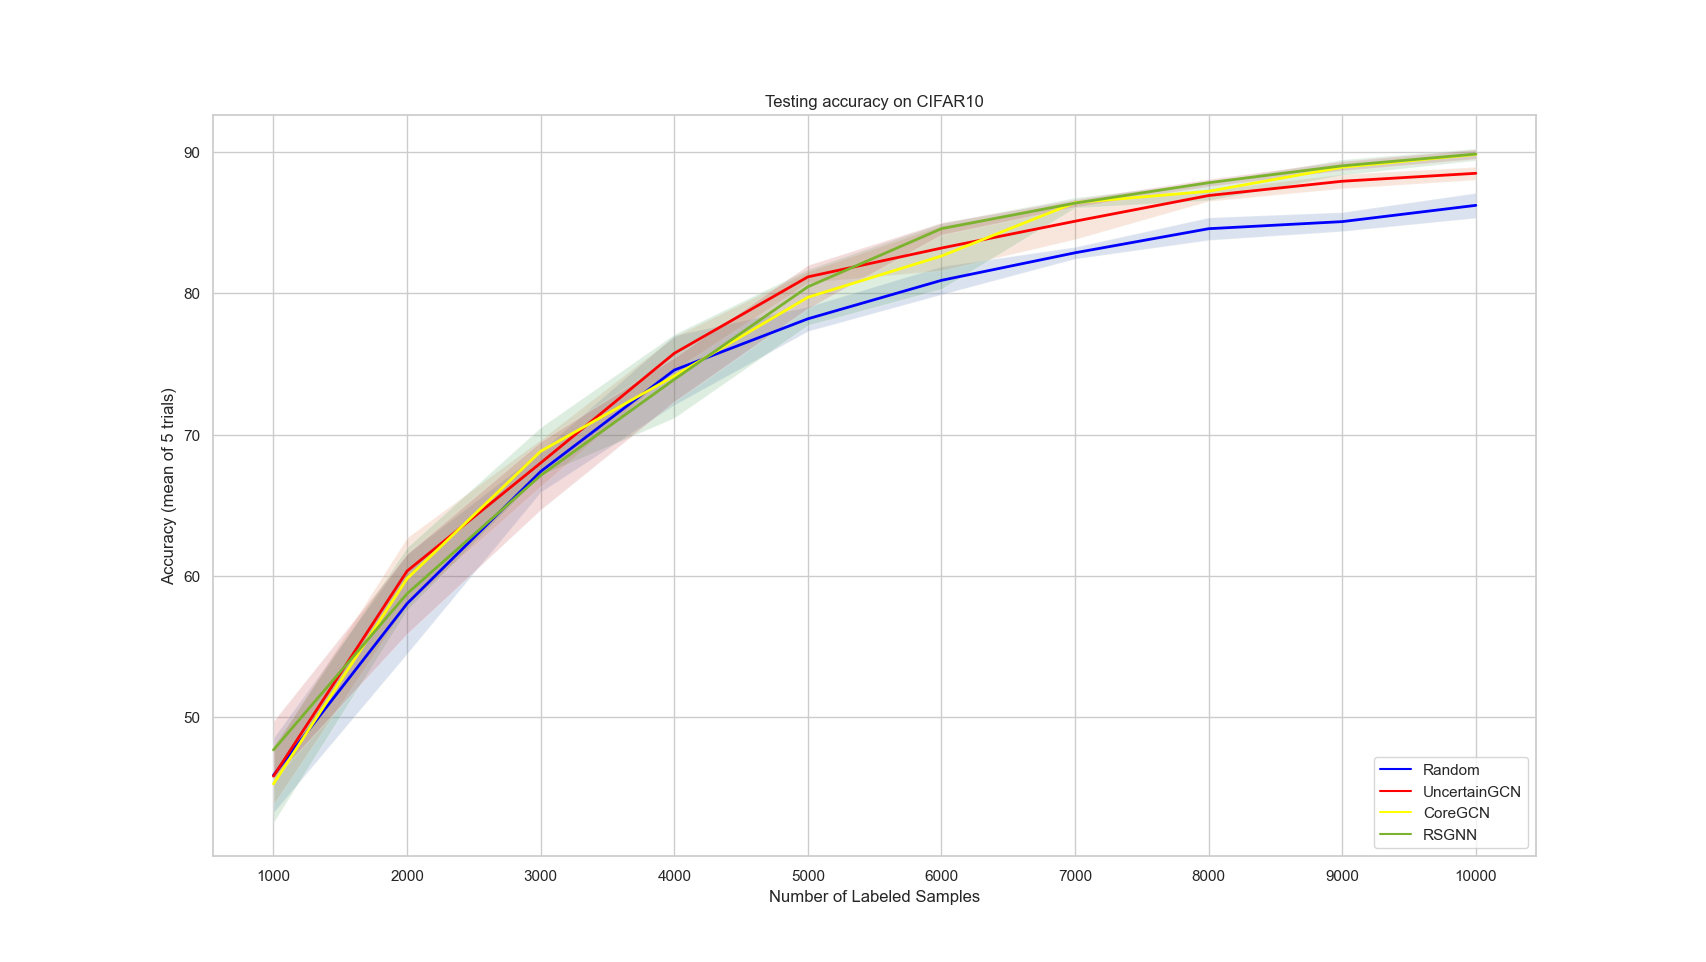 Testing accuracy on CIFAR10
Accuracy (mean of 5 trials)
90
80
70
60
50
1000 2000 3000 4000 5000 6000 7000 8000 9000 10000
Number of Labeled Samples
Random
UncertainGCN
CoreGCN
RSGNN